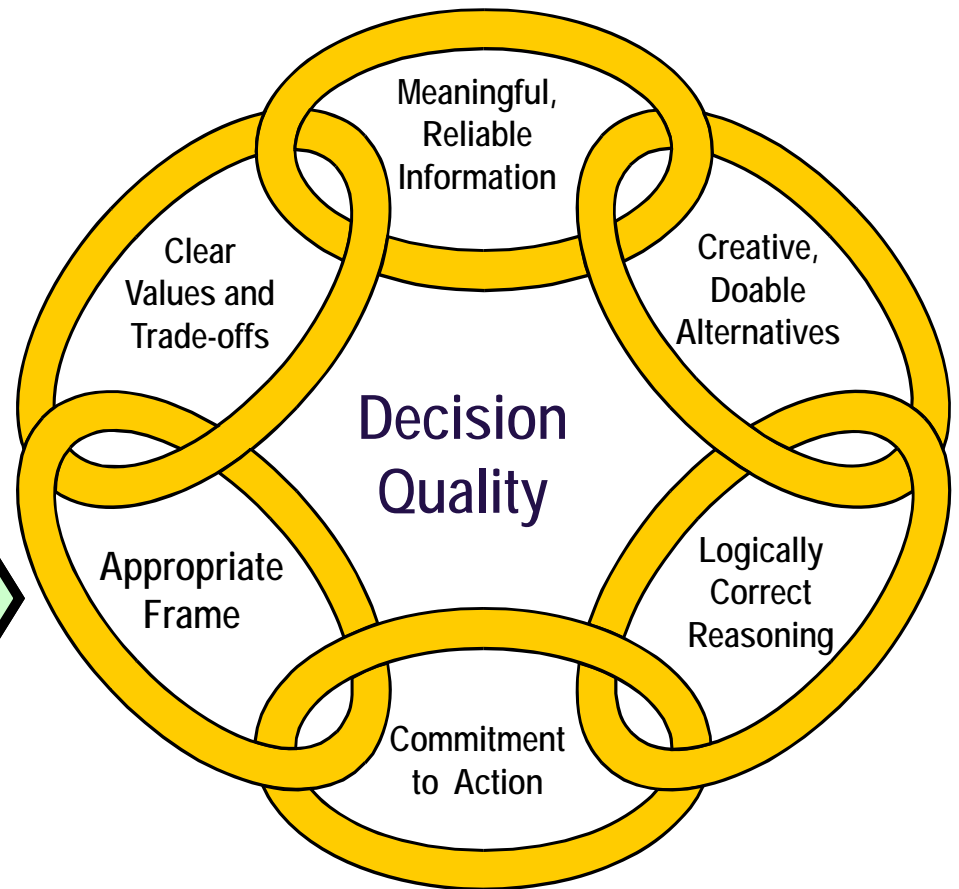 Meaningful,
Reliable
Information
Clear
Values and
Trade-offs
Creative,
Doable
Alternatives
Decision
Quality
Appropriate
Frame
Logically
Correct
Reasoning
Commitment
to Action